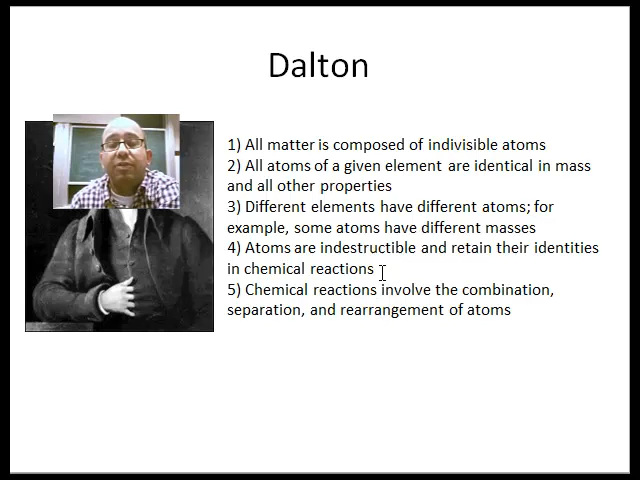 Dalton
1) All matter is composed of indivisible atoms
2) All atoms of a given element are identical in mass
and all other properties
3) Different elements have different atoms; for
example, some atoms have different masses
4) Atoms are indestructible and retain their identities
in chemical reactions
5) Chemical reactions involve the combination,
separation, and rearrangement of atoms